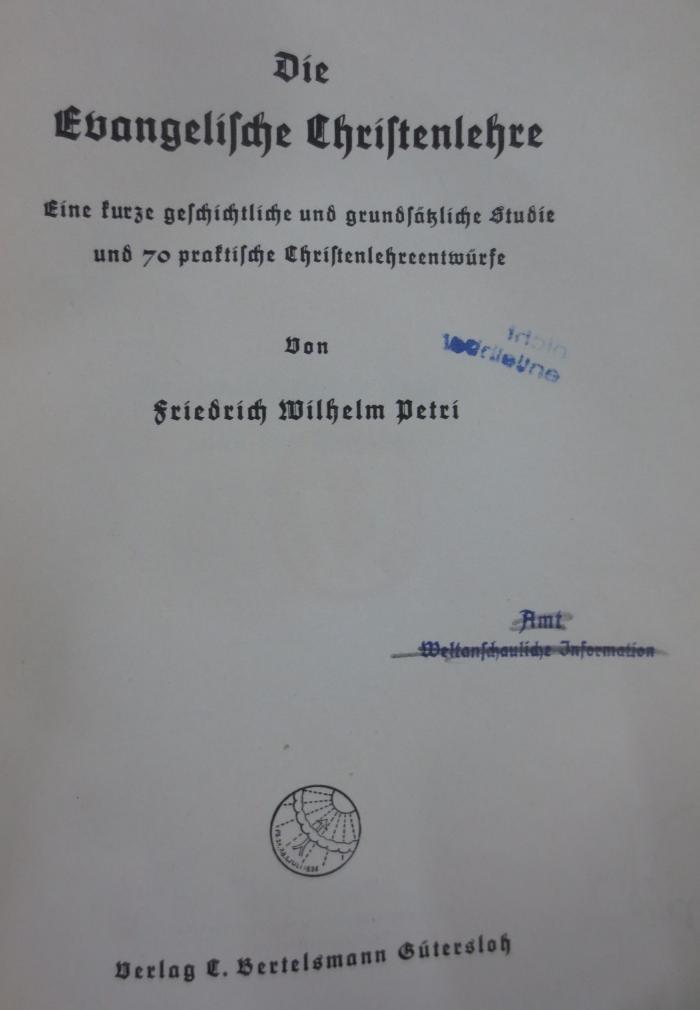 Die
Evangelische Christenlehre
Eine kurze geschichtliche und grundsätzliche Studie
und 70 praktische Christenlehreentwürfe
Von
Friedrich Wilhelm Petri
nicht
Amt
Weltanschauliche Information
Verlag C. Bertelsmann Gütersloh